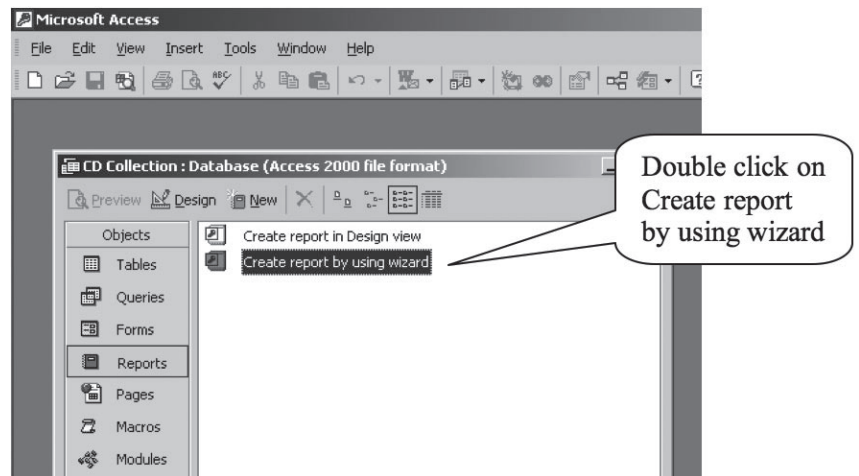 Microsoft Access
File Edit View Insert Tools Window Help
CD Collection : Database (Access 2000 file format)
Preview Design New
Objects
Tables
Queries
Forms
Reports
Pages
Macros
Modules
Create report in Design view
Create report by using wizard
Double click on
Create report
by using wizard